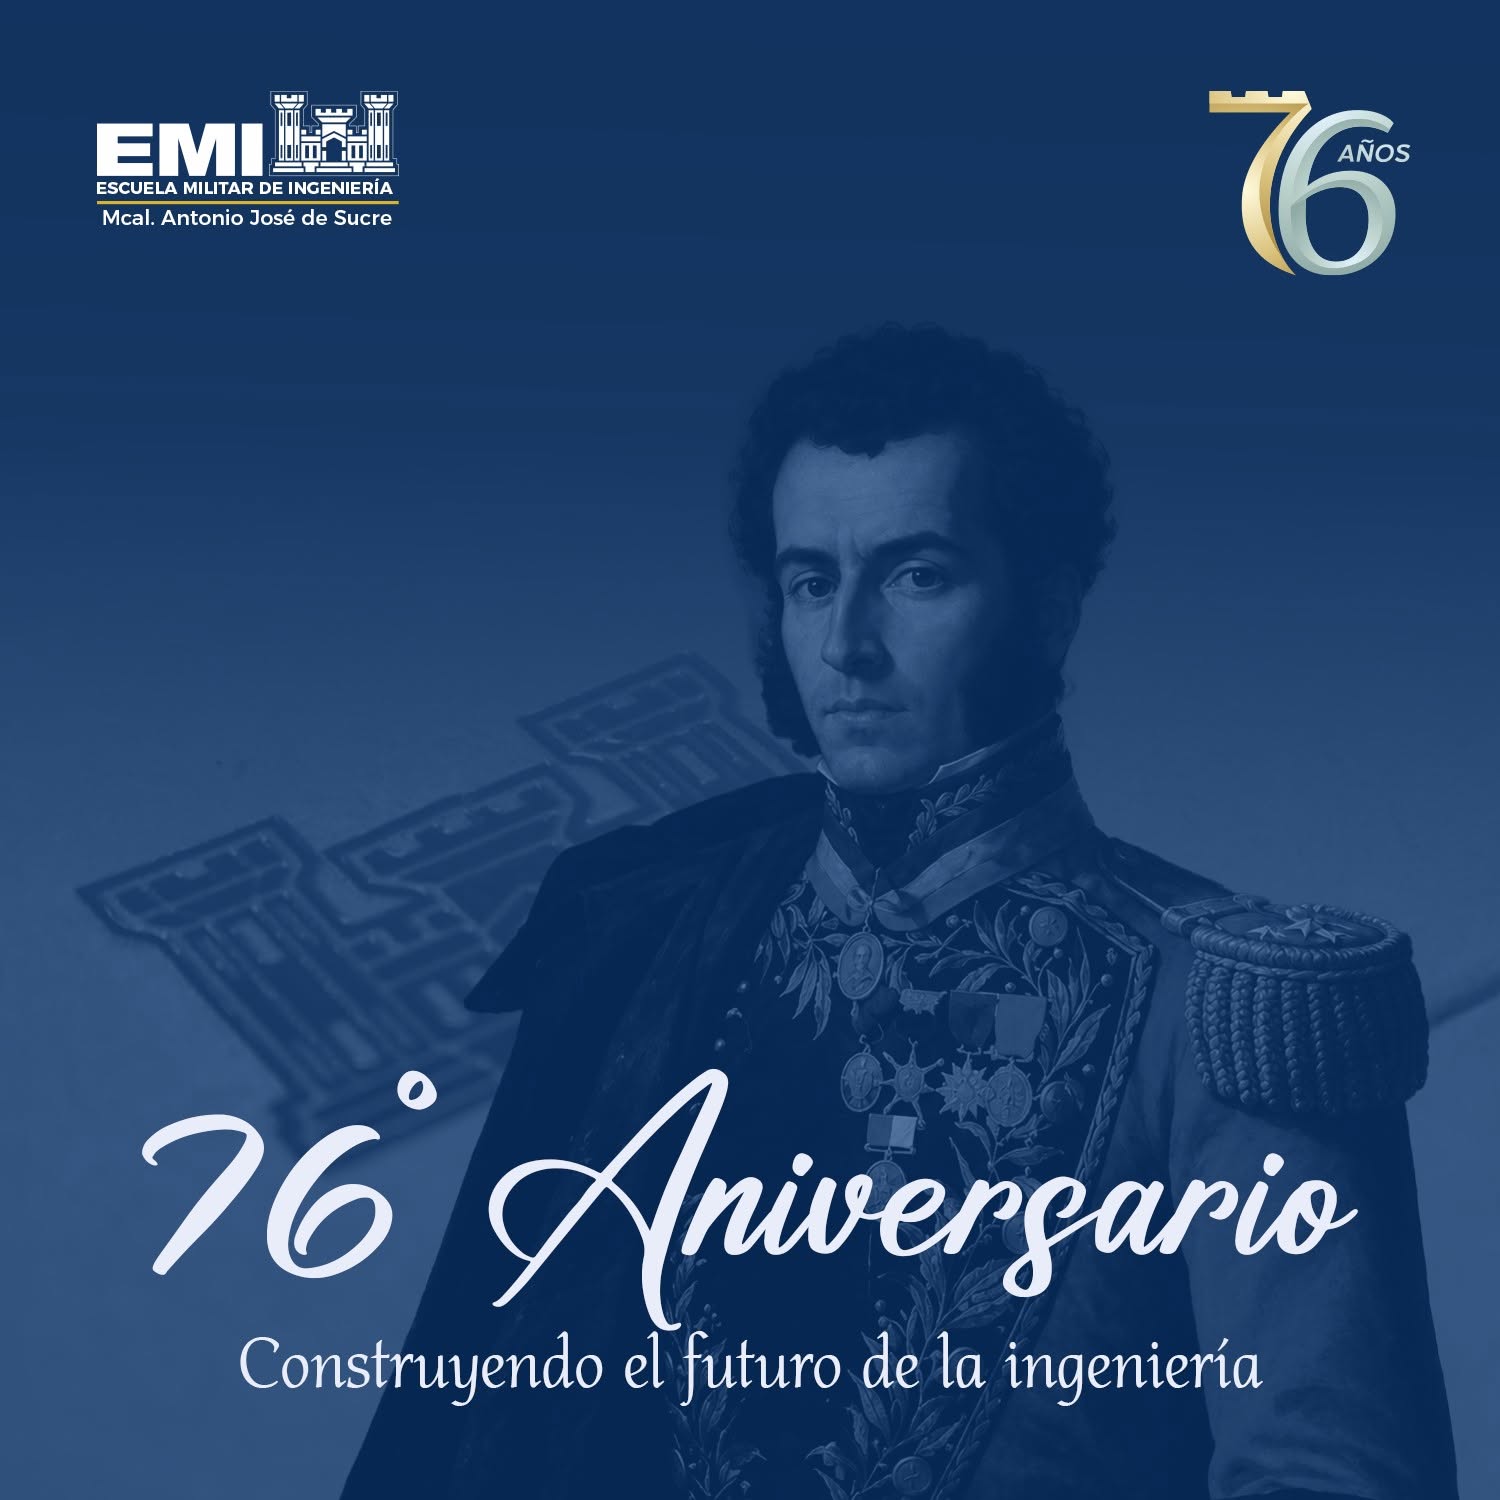 EMI
ESCUELA MILITAR DE INGENIERÍA
Mcal. Antonio José de Sucre
76
AÑOS
76° Aniversario
Construyendo el futuro de la ingeniería